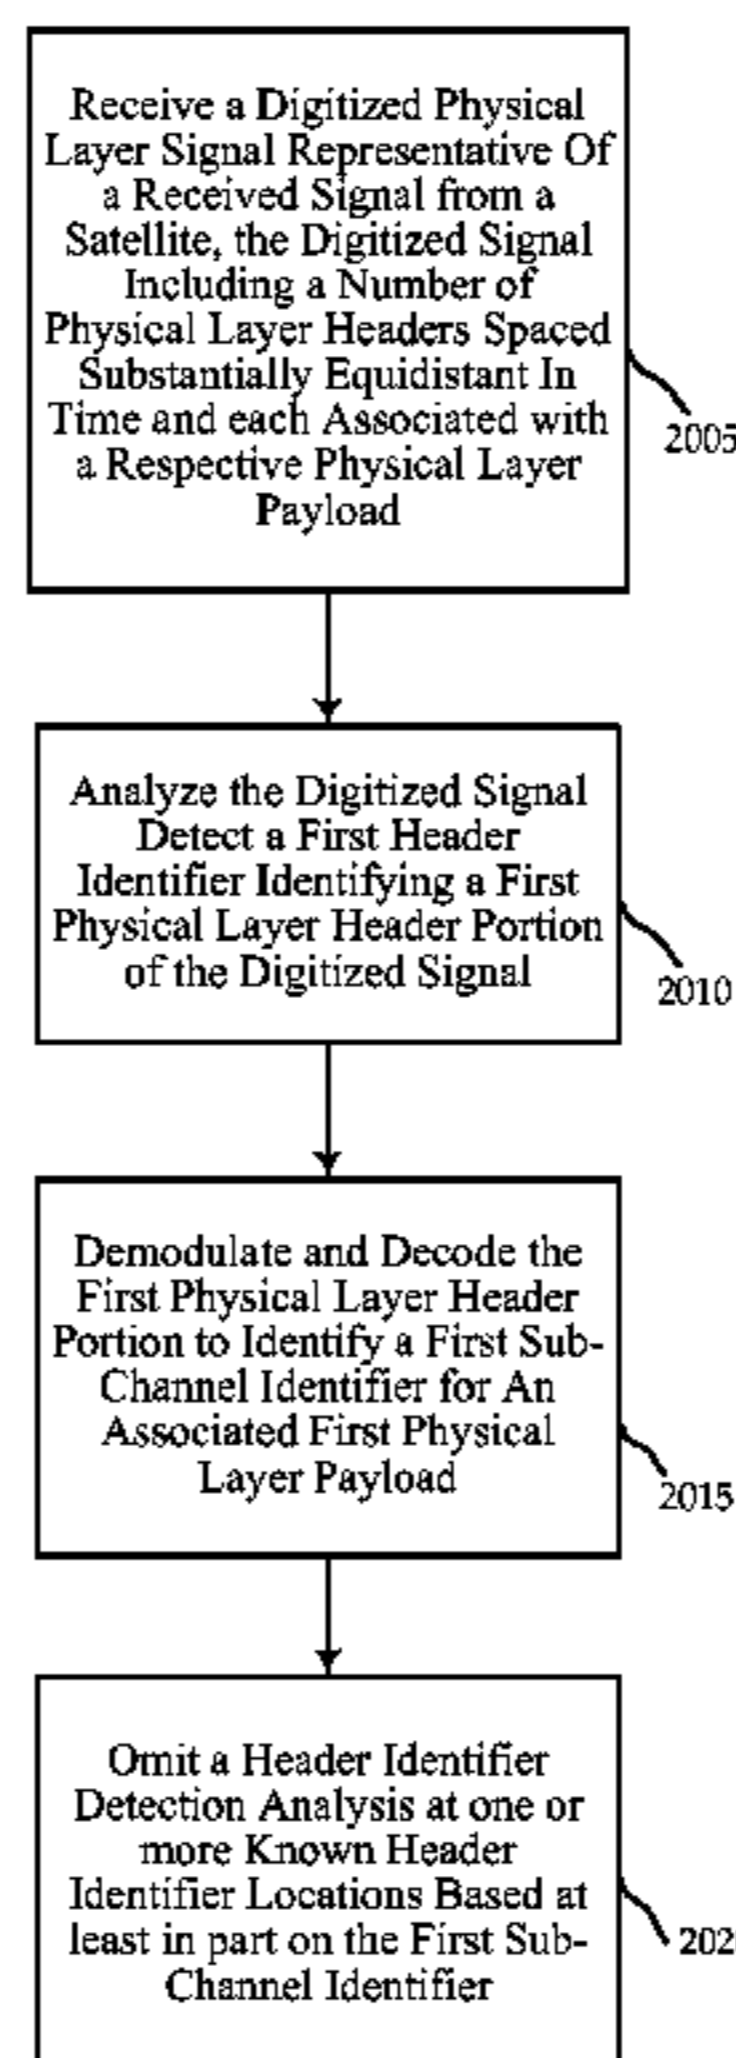 Receive a Digitized Physical
Layer Signal Representative Of
a Received Signal from a
Satellite, the Digitized Signal
Including a Number of
Physical Layer Headers Spaced
Substantially Equidistant In
Time and each Associated with
a Respective Physical Layer
Payload
2005
Analyze the Digitized Signal
Detect a First Header
Identifier Identifying a First
Physical Layer Header Portion
of the Digitized Signal
2010
Demodulate and Decode the
First Physical Layer Header
Portion to Identify a First Sub-
Channel Identifier for An
Associated First Physical
Layer Payload
2015
Omit a Header Identifier
Detection Analysis at one or
more Known Header
Identifier Locations Based at
least in part on the First Sub-
Channel Identifier